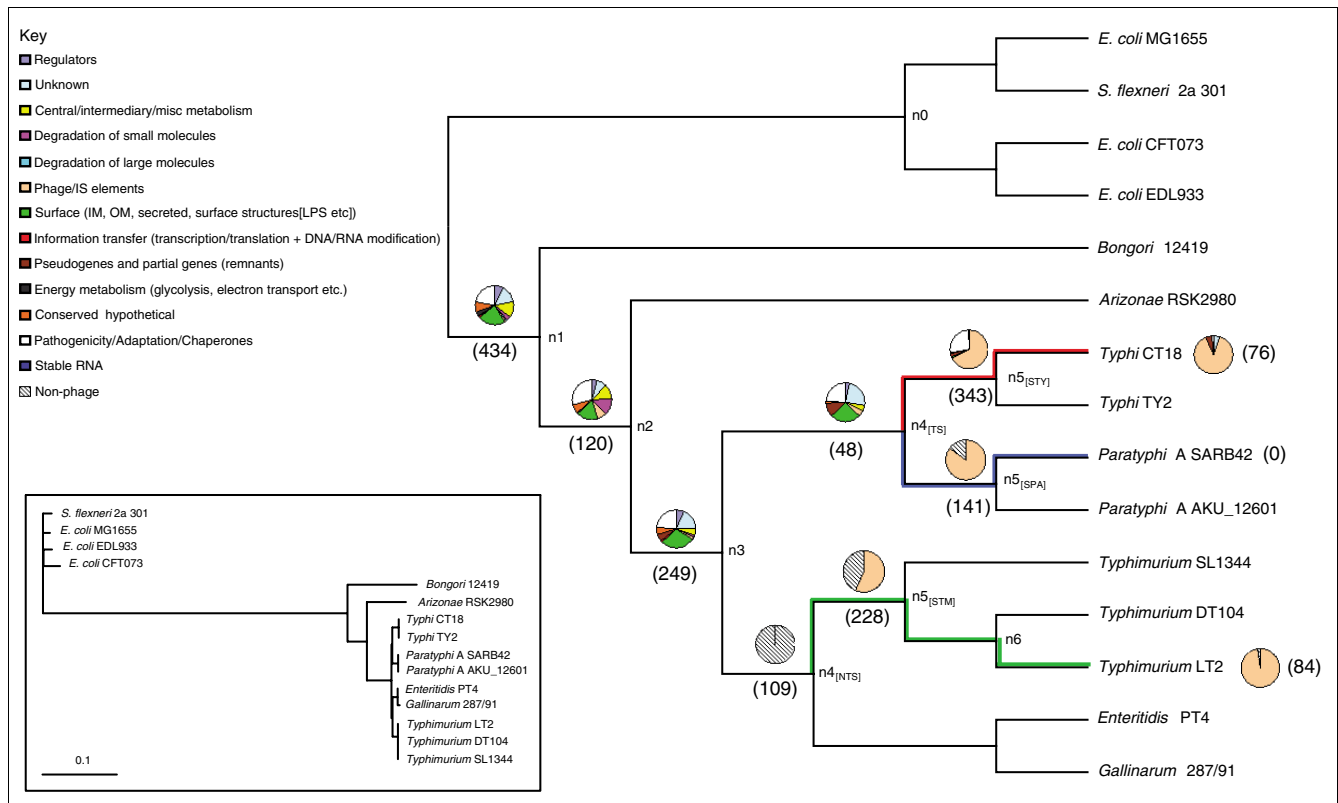 Key
Regulators
Unknown
Central/intermediary/misc metabolism
Degradation of small molecules
Degradation of large molecules
Phage/IS elements
Surface (IM, OM, secreted, surface structures[LPS etc])
Information transfer (transcription/translation + DNA/RNA modification)
Pseudogenes and partial genes (remnants)
Energy metabolism (glycolysis, electron transport etc.)
Conserved hypothetical
Pathogenicity/Adaptation/Chaperones
Stable RNA
Non-phage
E. coli MG1655
S. flexneri 2a 301
n0
E. coli CFT073
E. coli EDL933
Bongori 12419
Arizonae RSK2980
n1
(434)
Typhi CT18 (76)
n5[STY]
(343)
Typhi TY2
n2
(120)
n4[TS]
(48)
Paratyphi A SARB42 (0)
n5[SPA]
(141)
Paratyphi A AKU_12601
n3
(249)
Typhimurium SL1344
n5[STM]
(228)
Typhimurium DT104
n6
Typhimurium LT2 (84)
n4[NTS]
(109)
Enteritidis PT4
Gallinarum 287/91
S. flexneri 2a 301
E. coli MG1655
E. coli EDL933
E. coli CFT073
Bongori 12419
Arizonae RSK2980
Typhi CT18
Typhi TY2
Paratyphi A SARB42
Paratyphi A AKU_12601
Enteritidis PT4
Gallinarum 287/91
Typhimurium LT2
Typhimurium DT104
Typhimurium SL1344
0.1